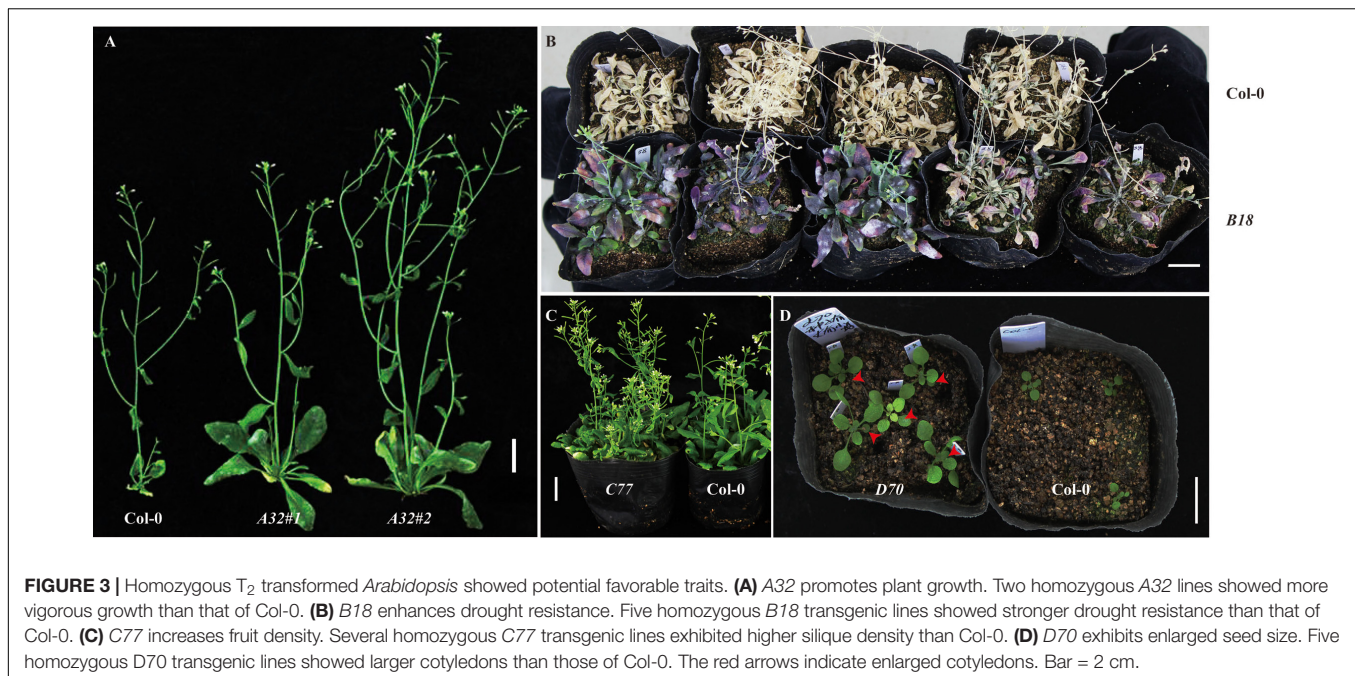 A
Col-0
A32#1
A32#2
B
Col-0
B18
C
C77
Col-0
D
D70
Col-0
FIGURE 3 | Homozygous T₂ transformed Arabidopsis showed potential favorable traits. (A) A32 promotes plant growth. Two homozygous A32 lines showed more
vigorous growth than that of Col-0. (B) B18 enhances drought resistance. Five homozygous B18 transgenic lines showed stronger drought resistance than that of
Col-0. (C) C77 increases fruit density. Several homozygous C77 transgenic lines exhibited higher silique density than Col-0. (D) D70 exhibits enlarged seed size. Five
homozygous D70 transgenic lines showed larger cotyledons than those of Col-0. The red arrows indicate enlarged cotyledons. Bar = 2 cm.